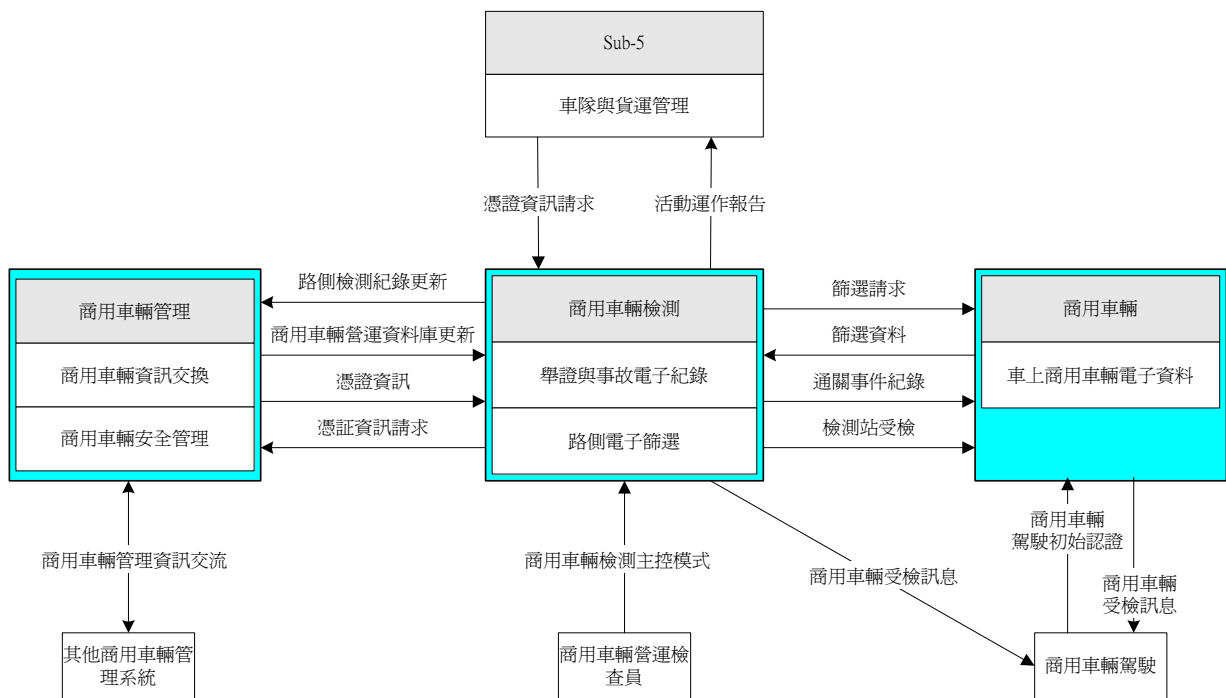 Sub-5
車隊與貨運管理
憑證資訊請求
活動運作報告
路側檢測紀錄更新
商用車輛營運資料庫更新
憑證資訊
憑証資訊請求
商用車輛管理
商用車輛資訊交換
商用車輛安全管理
商用車輛檢測
舉證與事故電子紀錄
路側電子篩選
篩選請求
篩選資料
通關事件紀錄
檢測站受檢
商用車輛
車上商用車輛電子資料
商用車輛管理資訊交流
商用車輛檢測主控模式
商用車輛受檢訊息
商用車輛
駕駛初始認證
商用車輛
受檢訊息
其他商用車輛管
理系統
商用車輛營運檢
查員
商用車輛駕駛